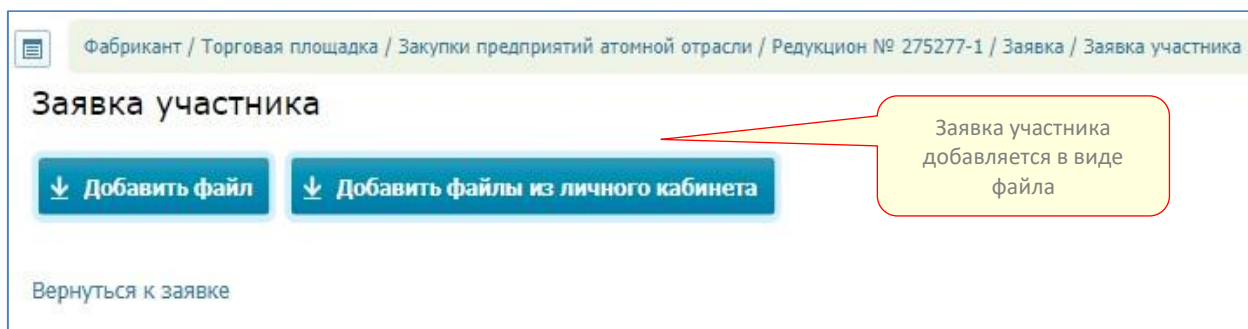 Фабрикант / Торговая площадка / Закупки предприятий атомной отрасли / Редукцион № 275277-1 / Заявка / Заявка участника
Заявка участника
Добавить файл
Добавить файлы из личного кабинета
Заявка участника
добавляется в виде
файла
Вернуться к заявке